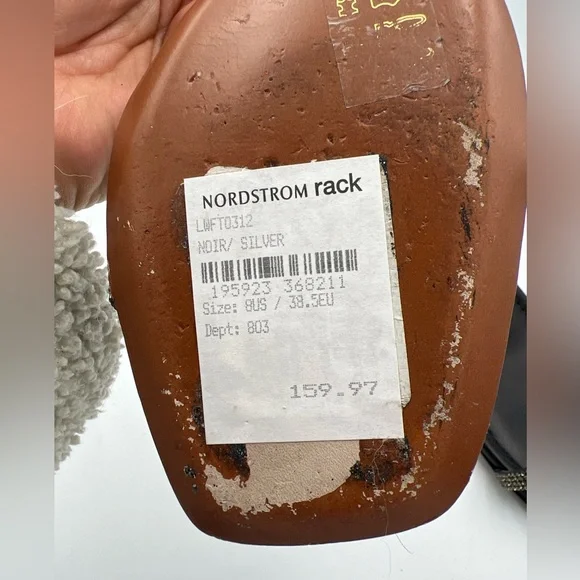 NORDSTROM rack
LWFT0312
NOIR/ SILVER
195923 368211
Size: 8US / 38.5EU
Dept: 803
159.97